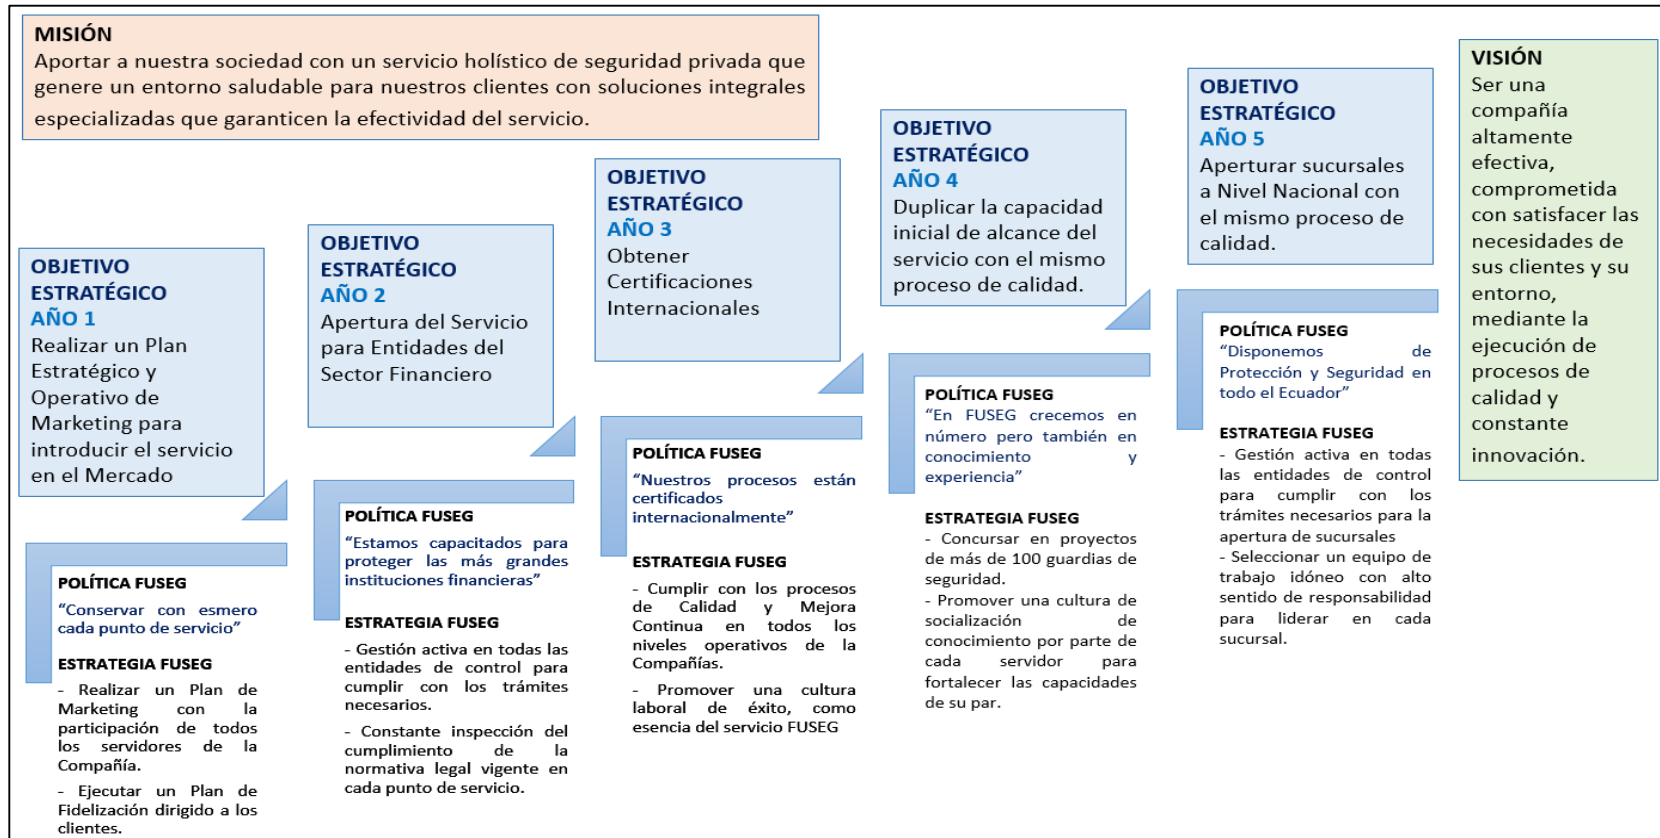 MISIÓN
Aportar a nuestra sociedad con un servicio holístico de seguridad privada que
genere un entorno saludable para nuestros clientes con soluciones integrales
especializadas que garanticen la efectividad del servicio.
OBJETIVO
ESTRATÉGICO
AÑO 1
Realizar un Plan
Estratégico y
Operativo de
Marketing para
introducir el servicio
en el Mercado
POLÍTICA FUSEG
“Conservar con esmero
cada punto de servicio”
ESTRATEGIA FUSEG
- Realizar un Plan de
Marketing con la
participación de todos
los servidores de la
Compañía.
- Ejecutar un Plan de
Fidelización dirigido a los
clientes.
OBJETIVO
ESTRATÉGICO
AÑO 2
Apertura del Servicio
para Entidades del
Sector Financiero
POLÍTICA FUSEG
“Estamos capacitados para
proteger las más grandes
instituciones financieras”
ESTRATEGIA FUSEG
- Gestión activa en todas las
entidades de control para
cumplir con los trámites
necesarios.
- Constante inspección del
cumplimiento de la
normativa legal vigente en
cada punto de servicio.
OBJETIVO
ESTRATÉGICO
AÑO 3
Obtener
Certificaciones
Internacionales
POLÍTICA FUSEG
“Nuestros procesos están
certificados
internacionalmente”
ESTRATEGIA FUSEG
- Cumplir con los procesos
de Calidad y Mejora
Continua en todos los
niveles operativos de la
Compañías.
- Promover una cultura
laboral de éxito, como
esencia del servicio FUSEG
OBJETIVO
ESTRATÉGICO
AÑO 4
Duplicar la capacidad
inicial de alcance del
servicio con el mismo
proceso de calidad.
POLÍTICA FUSEG
“En FUSEG crecemos en
número pero también en
conocimiento y
experiencia”
ESTRATEGIA FUSEG
- Concursar en proyectos
de más de 100 guardias de
seguridad.
- Promover una cultura de
socialización de
conocimiento por parte de
cada servidor para
fortalecer las capacidades
de su par.
OBJETIVO
ESTRATÉGICO
AÑO 5
Aperturar sucursales
a Nivel Nacional con
el mismo proceso de
calidad.
POLÍTICA FUSEG
“Disponemos de
Protección y Seguridad en
todo el Ecuador”
ESTRATEGIA FUSEG
- Gestión activa en todas
las entidades de control
para cumplir con los
trámites necesarios para la
apertura de sucursales
- Seleccionar un equipo de
trabajo idóneo con alto
sentido de responsabilidad
para liderar en cada
sucursal.
VISIÓN
Ser una
compañía
altamente
efectiva,
comprometida
con satisfacer las
necesidades de
sus clientes y su
entorno,
mediante la
ejecución de
procesos de
calidad y
constante
innovación.